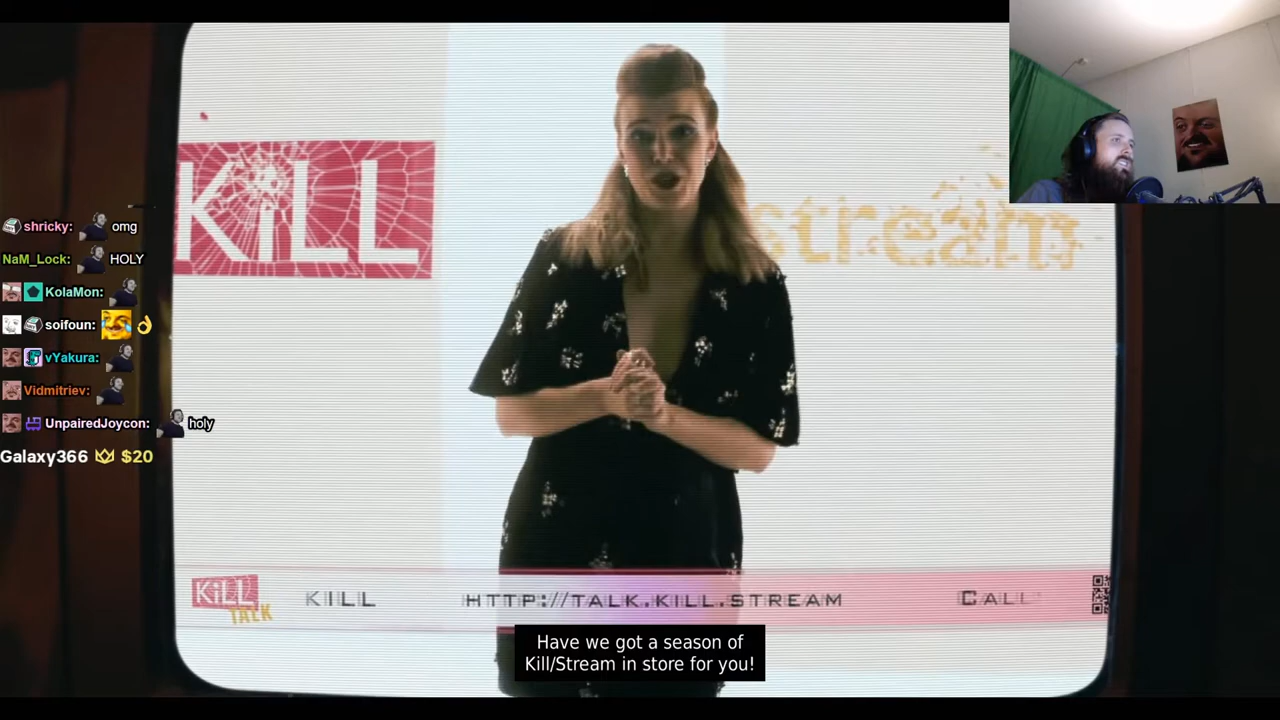 KiLL
stream
shricky: omg
NaM_Lock: HOLY
KolaMon:
soifoun:
vYakura:
Vidmitriev:
UnpairedJoycon: holy
Galaxy366 $20
KiLL
TALK
KILL
HTTP://TALK.KILL.STREAM
CALL
Have we got a season of
Kill/Stream in store for you!